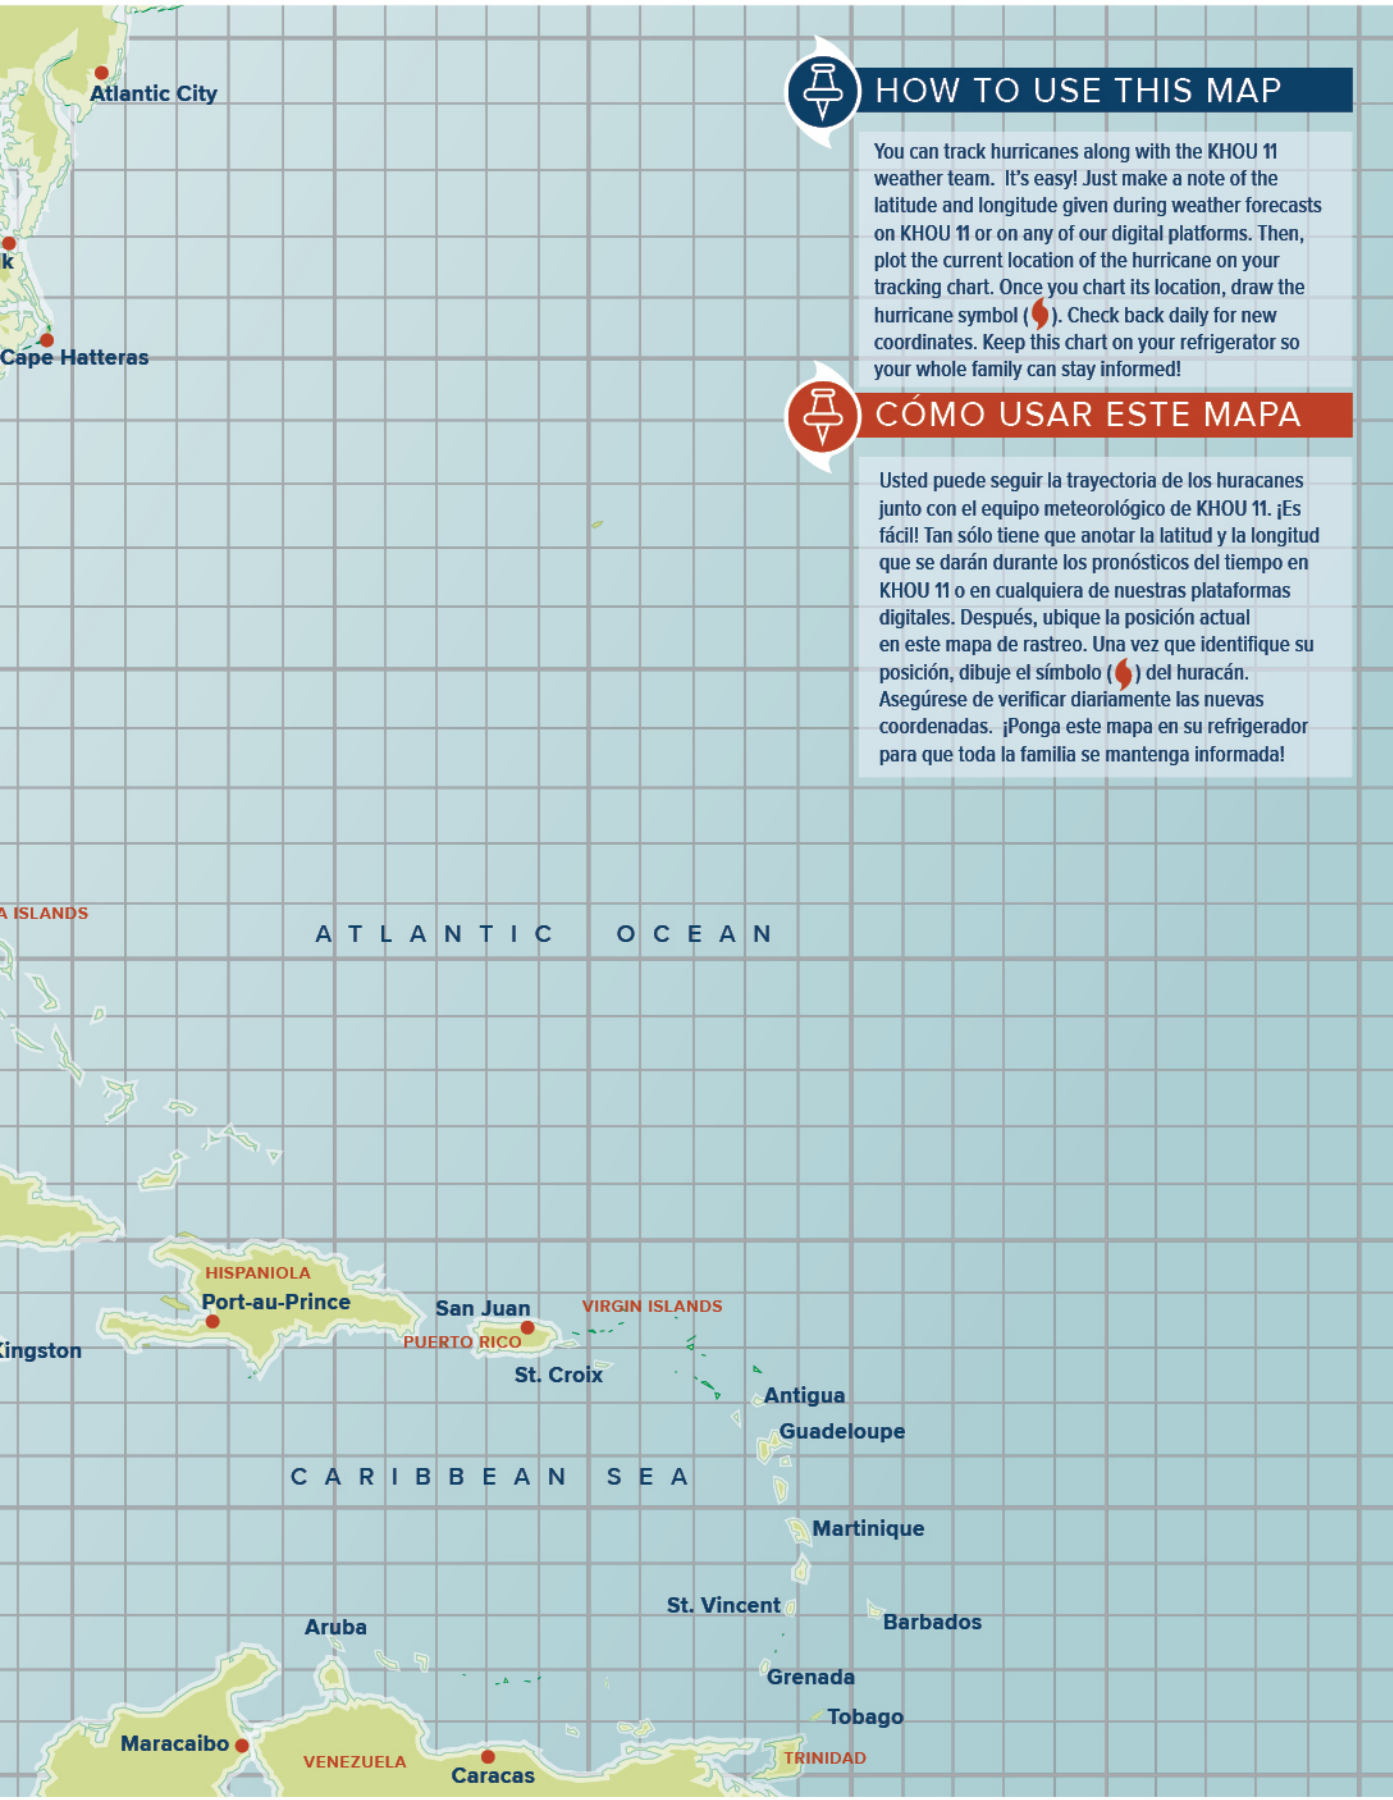 Atlantic City
HOW TO USE THIS MAP
You can track hurricanes along with the KHOU 11
weather team. It's easy! Just make a note of the
latitude and longitude given during weather forecasts
on KHOU 11 or on any of our digital platforms. Then,
plot the current location of the hurricane on your
tracking chart. Once you chart its location, draw the
hurricane symbol ( ). Check back daily for new
coordinates. Keep this chart on your refrigerator so
your whole family can stay informed!
k
Cape Hatteras
CÓMO USAR ESTE MAPA
Usted puede seguir la trayectoria de los huracanes
junto con el equipo meteorológico de KHOU 11. ¡Es
fácil! Tan sólo tiene que anotar la latitud y la longitud
que se darán durante los pronósticos del tiempo en
KHOU 11 o en cualquiera de nuestras plataformas
digitales. Después, ubique la posición actual
en este mapa de rastreo. Una vez que identifique su
posición, dibuje el símbolo ( ) del huracán.
Asegúrese de verificar diariamente las nuevas
coordenadas. ¡Ponga este mapa en su refrigerador
para que toda la familia se mantenga informada!
A ISLANDS
ATLANTIC OCEAN
HISPANIOLA
Port-au-Prince
San Juan
VIRGIN ISLANDS
PUERTO RICO
Kingston
St. Croix
Antigua
Guadeloupe
CARIBBEAN SEA
Martinique
St. Vincent
Barbados
Aruba
Grenada
Tobago
Maracaibo
VENEZUELA
Caracas
TRINIDAD